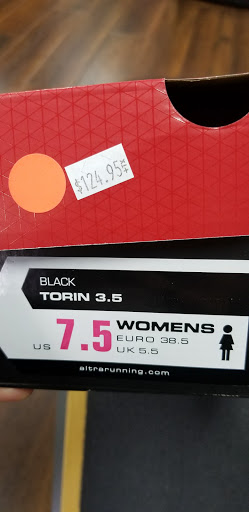 $124.95
BLACK
TORIN 3.5
US 7.5 WOMENS
EURO 38.5
UK 5.5
altrarunning.com